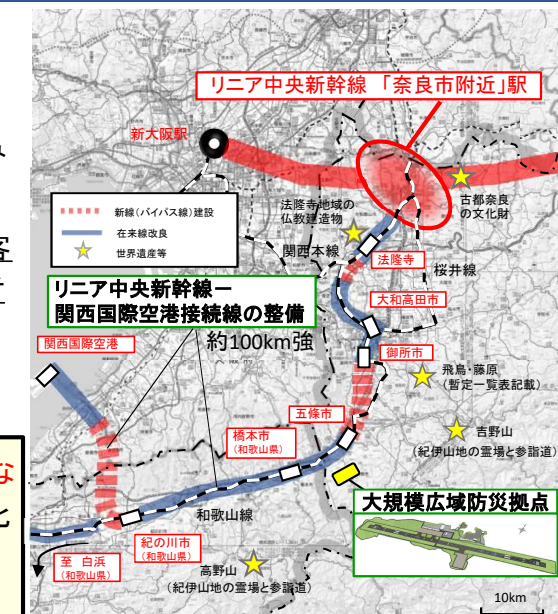 リニア中央新幹線 「奈良市附近」駅
新大阪駅
新線(バイパス線)建設
在来線改良
世界遺産等
法隆寺地域の
仏教建造物
古都奈良
の文化財
関西本線
法隆寺
桜井線
リニア中央新幹線ー
関西国際空港接続線の整備
約100km強
大和高田市
関西国際空港
御所市
飛鳥・藤原
(暫定一覧表記載)
五條市
橋本市
(和歌山県)
吉野山
(紀伊山地の霊場と参詣道)
客
な
大規模広域防災拠点
和歌山線
紀の川市
(和歌山県)
至 白浜
(和歌山県)
高野山
(紀伊山地の霊場と参詣道)
10km